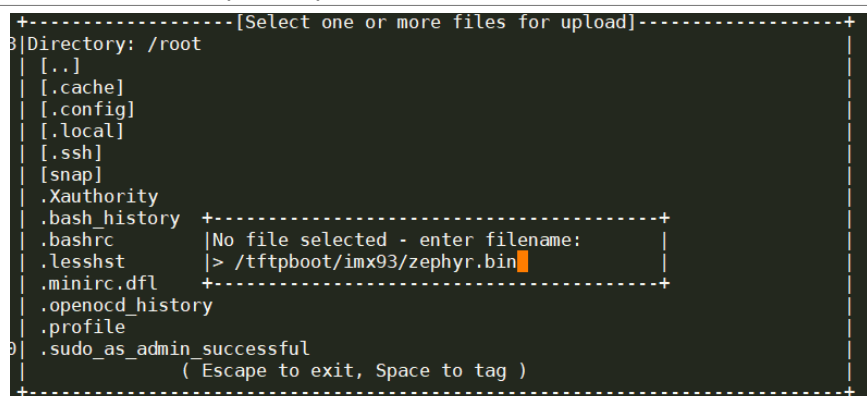 +-------------------[Select one or more files for upload]-------------------+
|Directory: /root
| [..]
| [.cache]
| [.config]
| [.local]
| [.ssh]
| [snap]
| .Xauthority
| .bash_history
| .bashrc
| .lesshst
| .minirc.dfl
| .openocd_history
| .profile
| .sudo_as_admin_successful
|No file selected - enter filename:
|> /tftpboot/imx93/zephyr.bin
( Escape to exit, Space to tag )